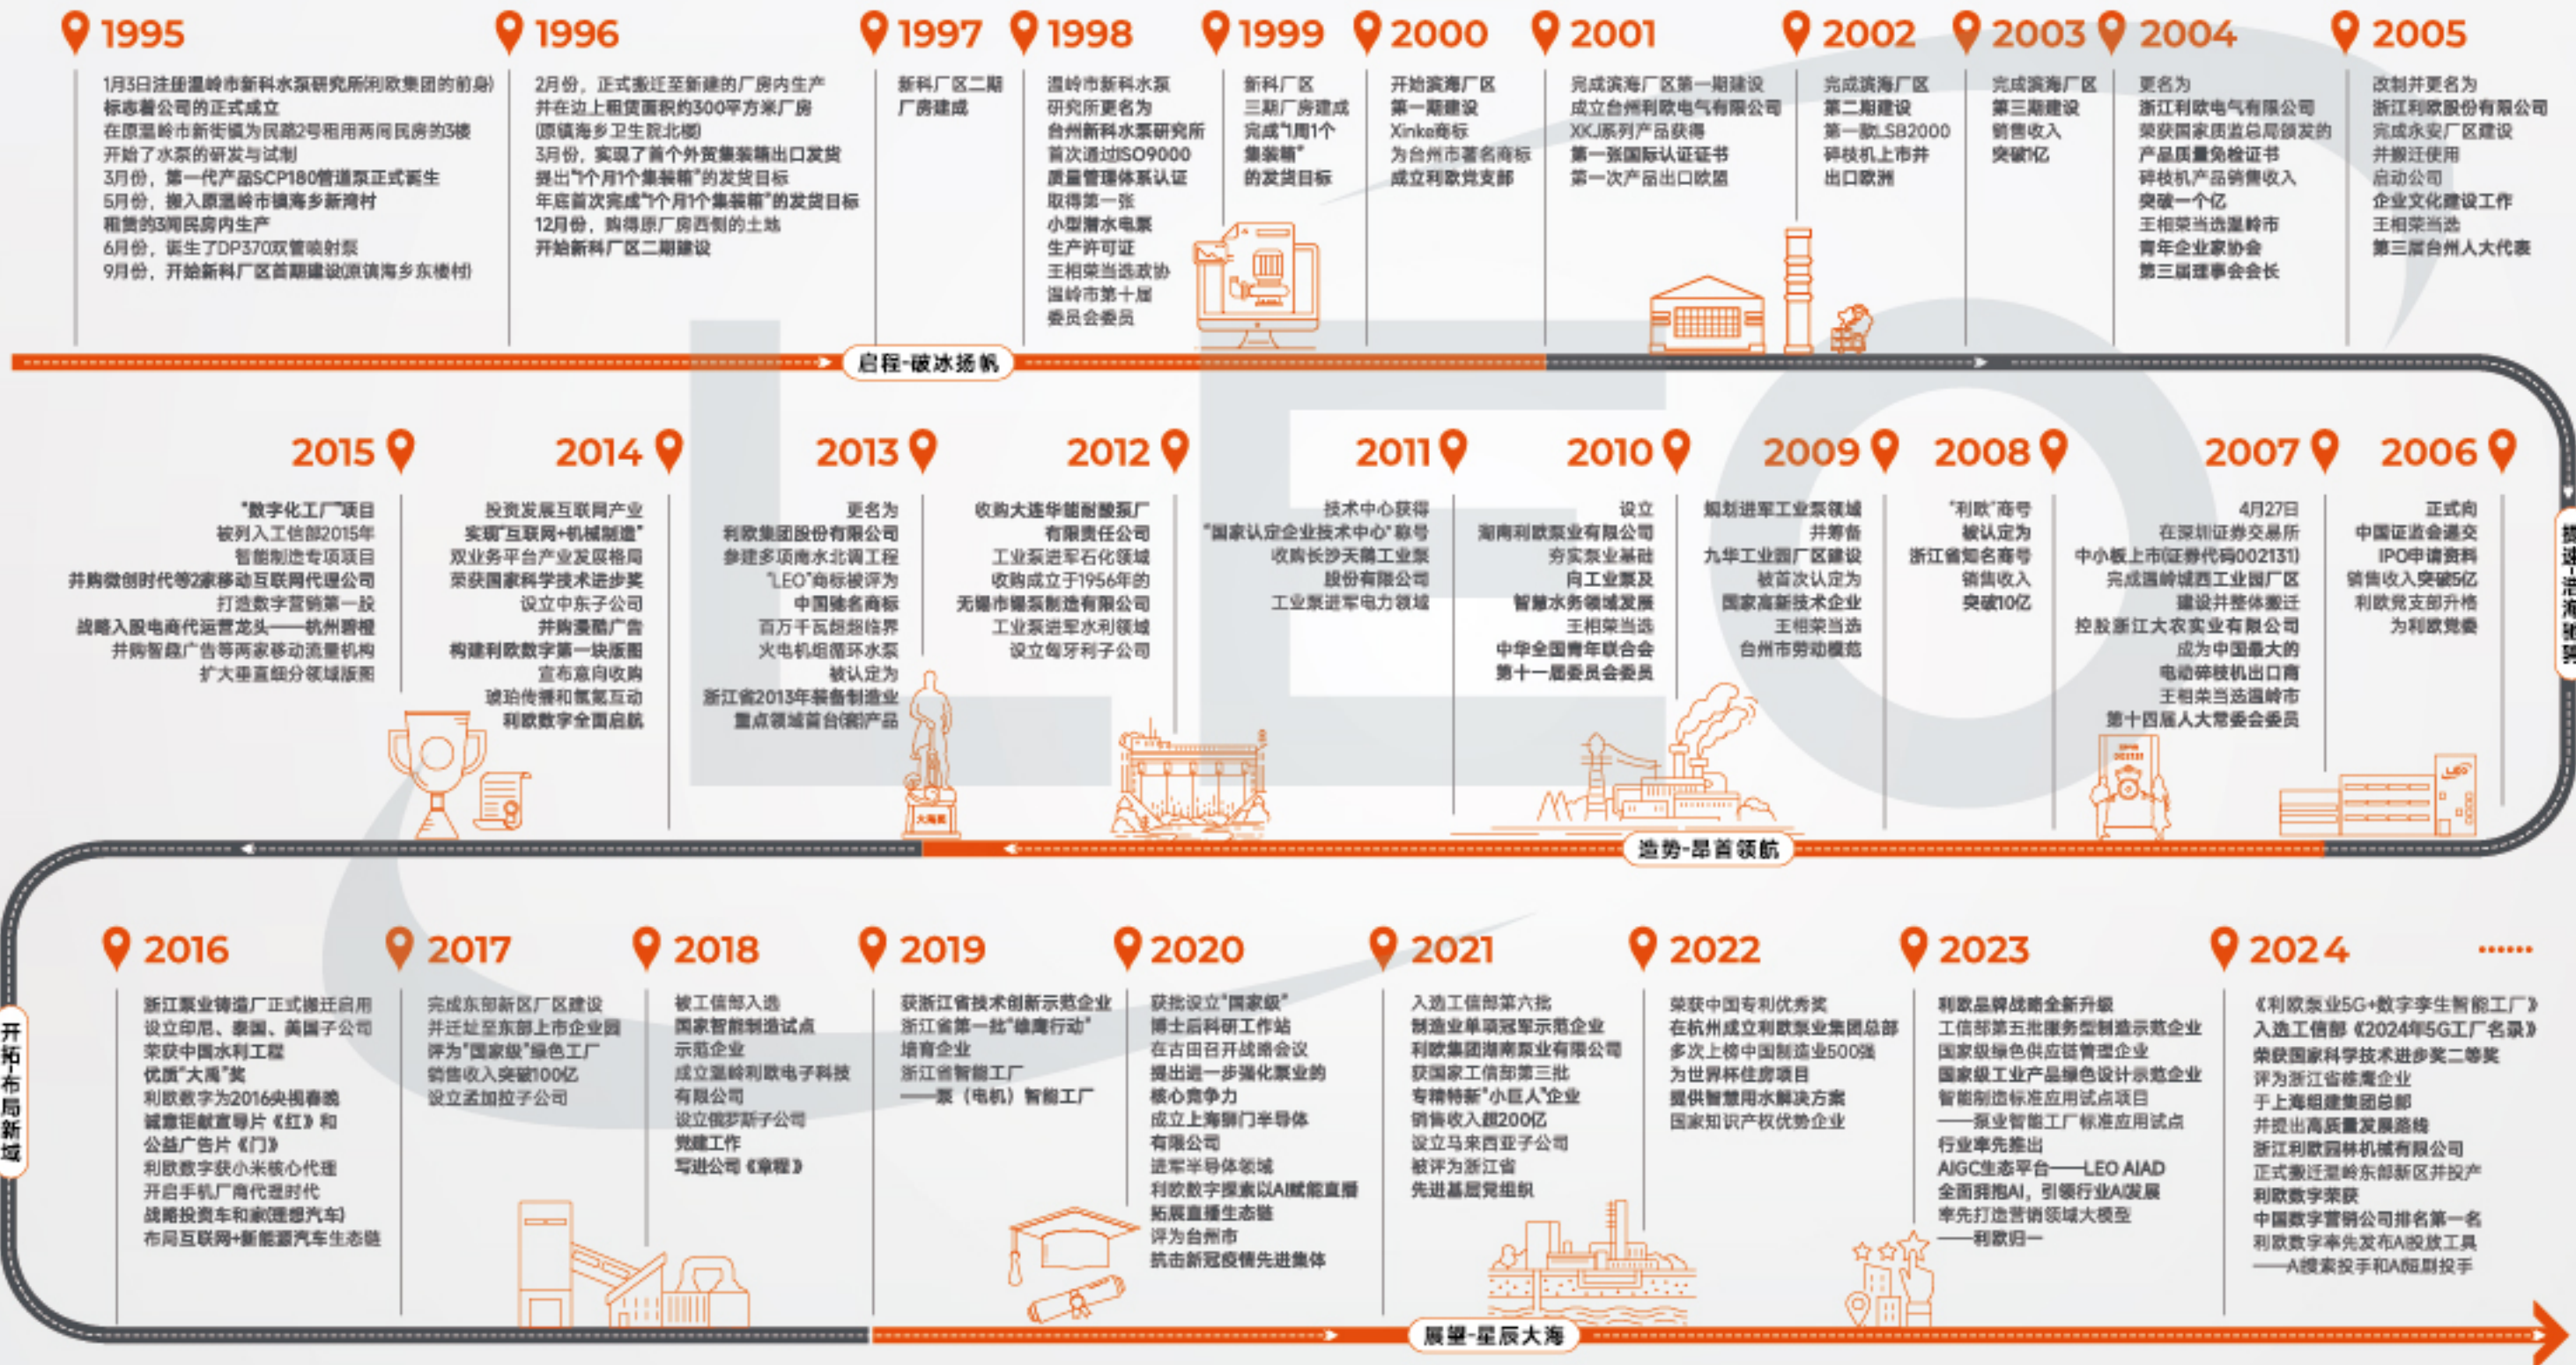 1995
1月3日注册温岭市新科水泵研究所(利欧集团的前身)
标志着公司的正式成立
在原温岭市新街镇为民路2号租用两间民房的3楼
开始了水泵的研发与试制
3月份，第一代产品SCP180管道泵正式诞生
5月份，搬入原温岭市镇海乡新湾村
租赁的3间民房内生产
6月份，诞生了DP370双管喷射泵
9月份，开始新科厂区首期建设(原镇海乡东楼村)
1996
2月份，正式搬迁至新建的厂房内生产
并在边上租赁面积约300平方米厂房
(原镇海乡卫生院北楼)
3月份，实现了首个外贸集装箱出口发货
提出"1个月1个集装箱"的发货目标
年底首次完成"1个月1个集装箱"的发货目标
12月份，购得原厂房西侧的土地
开始新科厂区二期建设
1997
新科厂区二期
厂房建成
1998
温岭市新科水泵
研究所更名为
台州新科水泵研究所
首次通过ISO9000
质量管理体系认证
取得第一张
小型潜水电泵
生产许可证
王相荣当选政协
温岭市第十届
委员会委员
1999
新科厂区
三期厂房建成
完成"1周1个
集装箱"
的发货目标
2000
开始滨海厂区
第一期建设
Xinke商标
为台州市著名商标
成立利欧党支部
2001
完成滨海厂区第一期建设
成立台州利欧电气有限公司
XKJ系列产品获得
第一张国际认证证书
第一次产品出口欧盟
2002
完成滨海厂区
第二期建设
第一款LSB2000
碎枝机上市并
出口欧洲
2003
完成滨海厂区
第三期建设
销售收入
突破1亿
2004
更名为
浙江利欧电气有限公司
荣获国家质监总局颁发的
产品质量免检证书
碎枝机产品销售收入
突破一个亿
王相荣当选温岭市
青年企业家协会
第三届理事会会长
2005
改制并更名为
浙江利欧股份有限公司
完成永安厂区建设
并搬迁使用
启动公司
企业文化建设工作
王相荣当选
第三届台州人大代表
启程-破冰扬帆
LEO
2015
"数字化工厂"项目
被列入工信部2015年
智能制造专项项目
并购微创时代等2家移动互联网代理公司
打造数字营销第一股
战略入股电商代运营龙头——杭州碧橙
并购智趣广告等两家移动流量机构
扩大垂直细分领域版图
2014
投资发展互联网产业
实现"互联网+机械制造"
双业务平台产业发展格局
荣获国家科学技术进步奖
设立中东子公司
并购漫酷广告
构建利欧数字第一块版图
宣布意向收购
琥珀传播和氩氪互动
利欧数字全面启航
2013
更名为
利欧集团股份有限公司
参建多项南水北调工程
"LEO"商标被评为
中国驰名商标
百万千瓦超超临界
火电机组循环水泵
被认定为
浙江省2013年装备制造业
重点领域首台(套)产品
2012
收购大连华能耐酸泵厂
有限责任公司
工业泵进军石化领域
收购成立于1956年的
无锡市锡泵制造有限公司
工业泵进军水利领域
设立匈牙利子公司
2011
技术中心获得
"国家认定企业技术中心"称号
收购长沙天鹅工业泵
股份有限公司
工业泵进军电力领域
2010
设立
湖南利欧泵业有限公司
夯实泵业基础
向工业泵及
智慧水务领域发展
王相荣当选
中华全国青年联合会
第十一届委员会委员
2009
规划进军工业泵领域
并筹备
九华工业园厂区建设
被首次认定为
国家高新技术企业
王相荣当选
台州市劳动模范
2008
"利欧"商号
被认定为
浙江省知名商号
销售收入
突破10亿
2007
4月27日
在深圳证券交易所
中小板上市(证券代码002131)
完成温岭城西工业园厂区
建设并整体搬迁
控股浙江大农实业有限公司
成为中国最大的
电动碎枝机出口商
王相荣当选温岭市
第十四届人大常委会委员
2006
正式向
中国证监会递交
IPO申请资料
销售收入突破5亿
利欧党支部升格
为利欧党委
大禹奖
LEO
造势-昂首领航
2016
浙江泵业铸造厂正式搬迁启用
设立印尼、泰国、美国子公司
荣获中国水利工程
优质"大禹"奖
利欧数字为2016央视春晚
诚意钜献宣导片《红》和
公益广告片《门》
利欧数字获小米核心代理
开启手机厂商代理时代
战略投资车和家(理想汽车)
布局互联网+新能源汽车生态链
2017
完成东部新区厂区建设
并迁址至东部上市企业园
评为"国家级"绿色工厂
销售收入突破100亿
设立孟加拉子公司
2018
被工信部入选
国家智能制造试点
示范企业
成立温岭利欧电子科技
有限公司
设立俄罗斯子公司
党建工作
写进公司《章程》
2019
获浙江省技术创新示范企业
浙江省第一批"雄鹰行动"
培育企业
浙江省智能工厂
——泵（电机）智能工厂
2020
获批设立"国家级"
博士后科研工作站
在古田召开战略会议
提出进一步强化泵业的
核心竞争力
成立上海狮门半导体
有限公司
进军半导体领域
利欧数字探索以AI赋能直播
拓展直播生态链
评为台州市
抗击新冠疫情先进集体
2021
入选工信部第六批
制造业单项冠军示范企业
利欧集团湖南泵业有限公司
获国家工信部第三批
专精特新"小巨人"企业
销售收入超200亿
设立马来西亚子公司
被评为浙江省
先进基层党组织
2022
荣获中国专利优秀奖
在杭州成立利欧泵业集团总部
多次上榜中国制造业500强
为世界杯住房项目
提供智慧用水解决方案
国家知识产权优势企业
2023
利欧品牌战略全新升级
工信部第五批服务型制造示范企业
国家级绿色供应链管理企业
国家级工业产品绿色设计示范企业
智能制造标准应用试点项目
——泵业智能工厂标准应用试点
行业率先推出
AIGC生态平台——LEO AIAD
全面拥抱AI，引领行业AI发展
率先打造营销领域大模型
——利欧归一
2024
《利欧泵业5G+数字孪生智能工厂》
入选工信部《2024年5G工厂名录》
荣获国家科学技术进步奖二等奖
评为浙江省雄鹰企业
于上海组建集团总部
并提出高质量发展路线
浙江利欧园林机械有限公司
正式搬迁温岭东部新区并投产
利欧数字荣获
中国数字营销公司排名第一名
利欧数字率先发布AI投放工具
——AI搜索投手和AI短剧投手
......
开拓-布局新域
展望-星辰大海